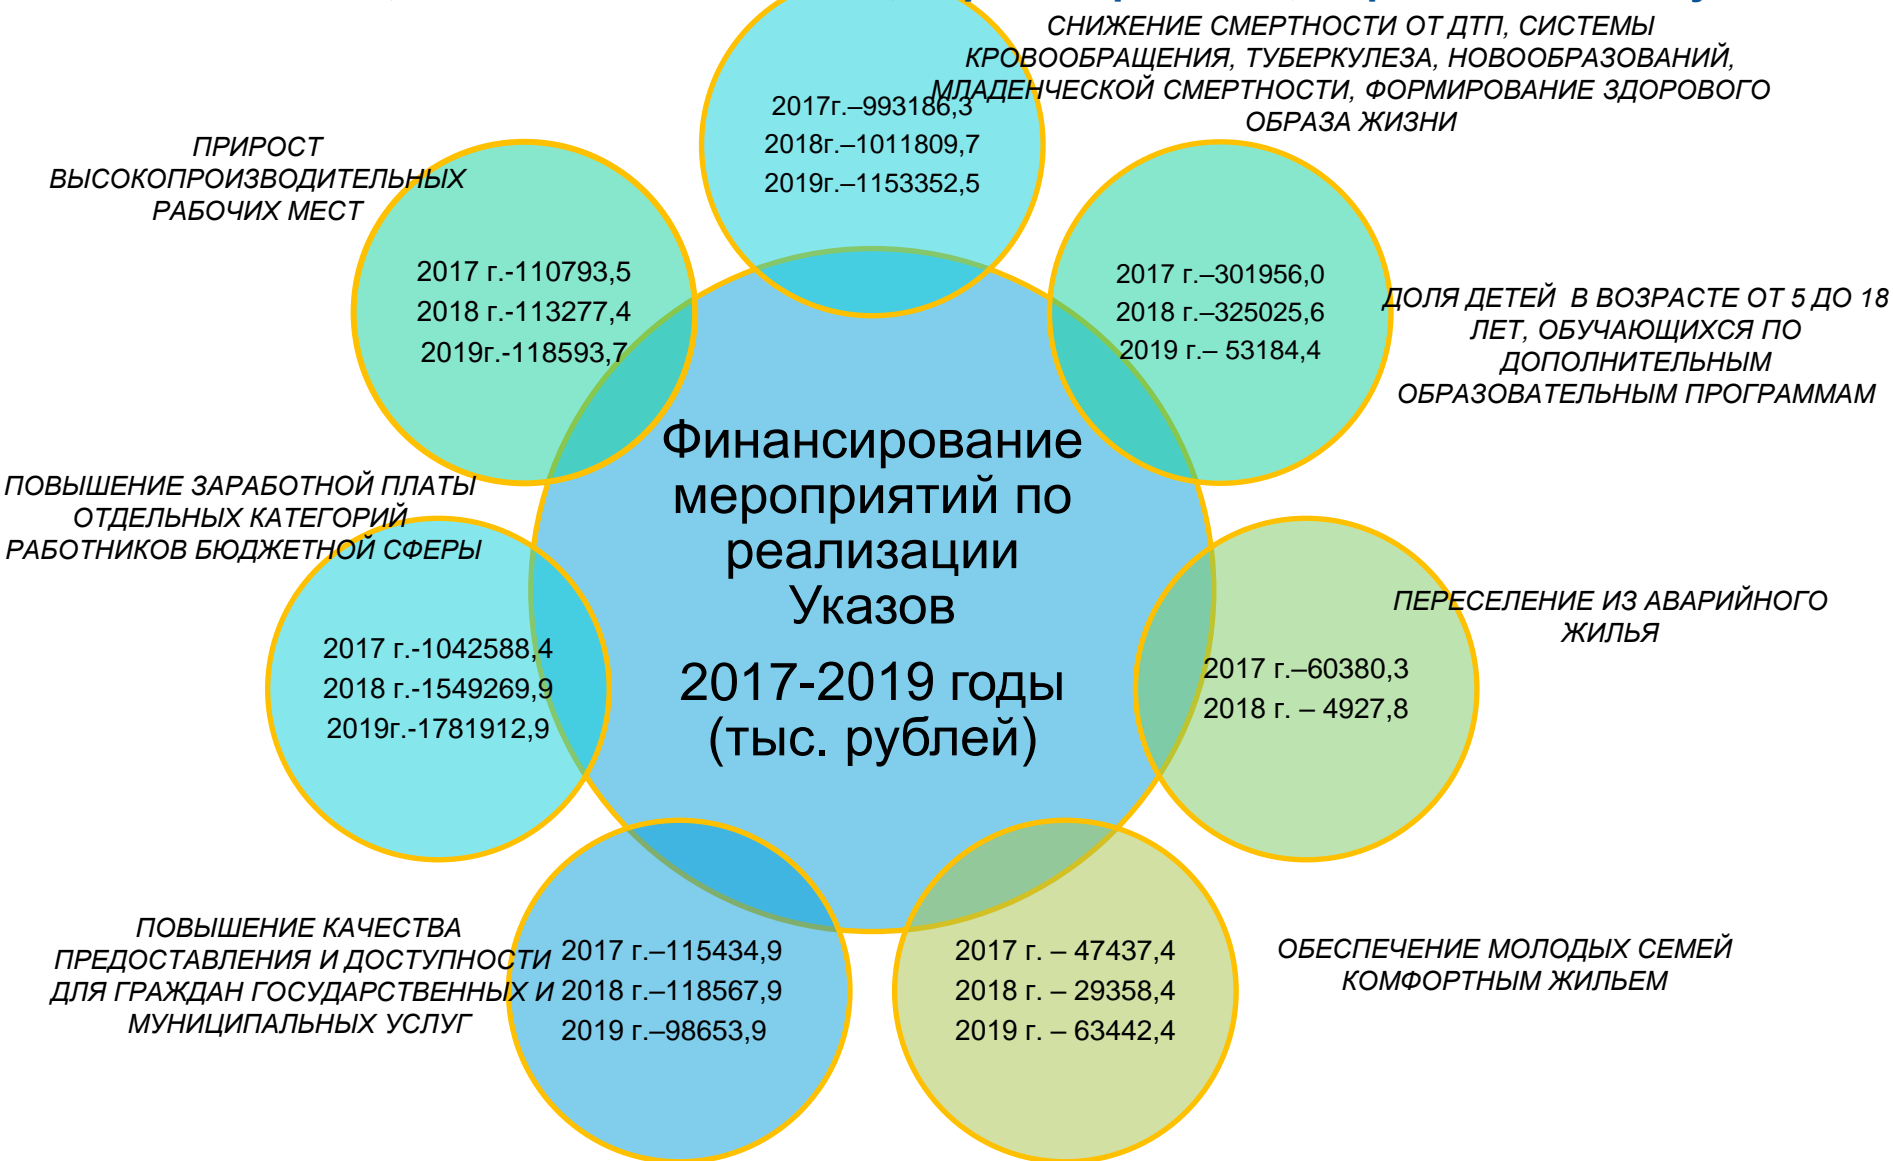 СНИЖЕНИЕ СМЕРТНОСТИ ОТ ДТП, СИСТЕМЫ
КРОВООБРАЩЕНИЯ, ТУБЕРКУЛЕЗА, НОВООБРАЗОВАНИЙ,
МЛАДЕНЧЕСКОЙ СМЕРТНОСТИ, ФОРМИРОВАНИЕ ЗДОРОВОГО
ОБРАЗА ЖИЗНИ
2017г.–993186,3
2018г.–1011809,7
2019г.–1153352,5
ПРИРОСТ
ВЫСОКОПРОИЗВОДИТЕЛЬНЫХ
РАБОЧИХ МЕСТ
2017 г.-110793,5
2018 г.-113277,4
2019г.-118593,7
2017 г.–301956,0
2018 г.–325025,6
2019 г.– 53184,4
ДОЛЯ ДЕТЕЙ В ВОЗРАСТЕ ОТ 5 ДО 18
ЛЕТ, ОБУЧАЮЩИХСЯ ПО
ДОПОЛНИТЕЛЬНЫМ
ОБРАЗОВАТЕЛЬНЫМ ПРОГРАММАМ
Финансирование
мероприятий по
реализации
Указов
2017-2019 годы
(тыс. рублей)
ПОВЫШЕНИЕ ЗАРАБОТНОЙ ПЛАТЫ
ОТДЕЛЬНЫХ КАТЕГОРИЙ
РАБОТНИКОВ БЮДЖЕТНОЙ СФЕРЫ
2017 г.-1042588,4
2018 г.-1549269,9
2019г.-1781912,9
ПЕРЕСЕЛЕНИЕ ИЗ АВАРИЙНОГО
ЖИЛЬЯ
2017 г.–60380,3
2018 г. – 4927,8
ПОВЫШЕНИЕ КАЧЕСТВА
ПРЕДОСТАВЛЕНИЯ И ДОСТУПНОСТИ
ДЛЯ ГРАЖДАН ГОСУДАРСТВЕННЫХ И
МУНИЦИПАЛЬНЫХ УСЛУГ
2017 г.–115434,9
2018 г.–118567,9
2019 г.–98653,9
2017 г. – 47437,4
2018 г. – 29358,4
2019 г. – 63442,4
ОБЕСПЕЧЕНИЕ МОЛОДЫХ СЕМЕЙ
КОМФОРТНЫМ ЖИЛЬЕМ